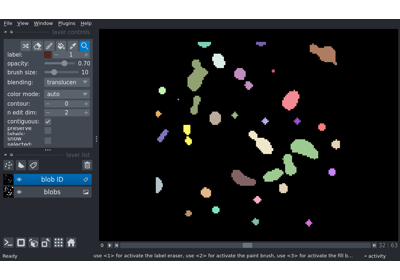 File View Window Plugins Help
layer controls
label: 1
opacity: 0.70
brush size: 10
blending: translucen
color mode: auto
contour: 0
n edit dim: 2
contiguous:
preserve
labels:
show
selected:
layer list
blob ID
blobs
32 63
Ready use <1> for activate the label eraser, use <2> for activate the paint brush, use <3> for activate the fill b... activity